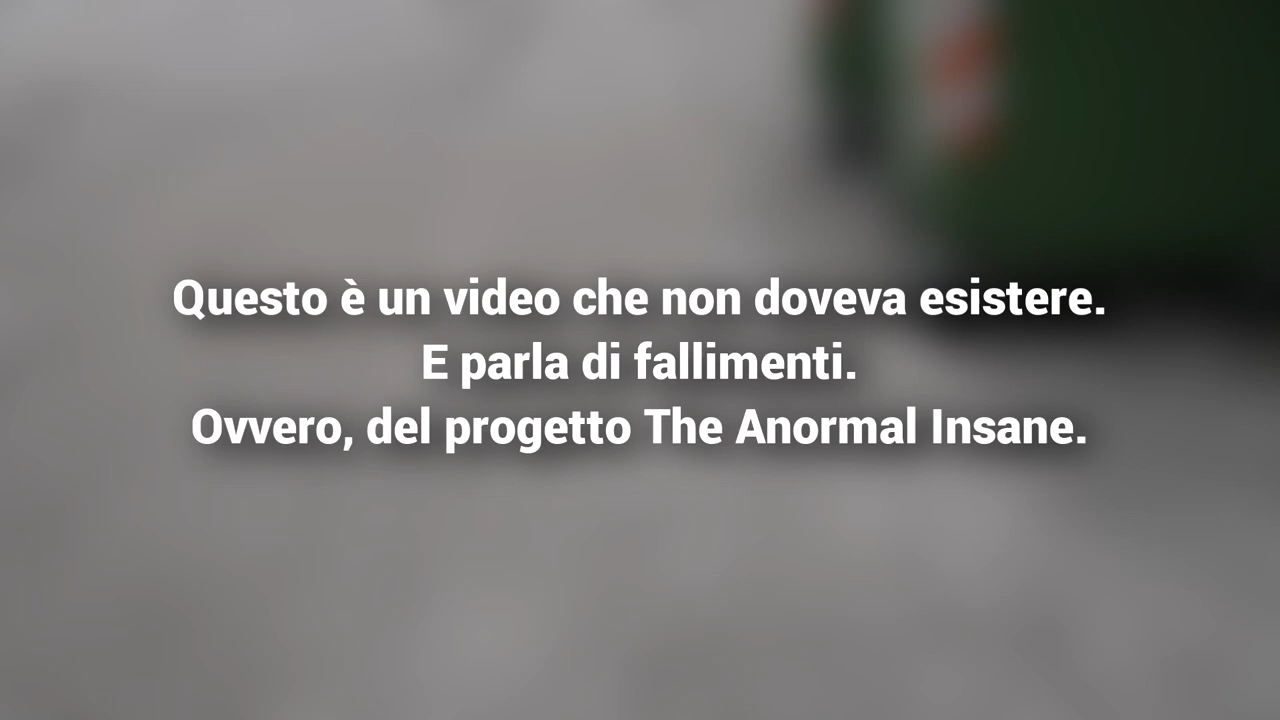 Questo è un video che non doveva esistere.
E parla di fallimenti.
Ovvero, del progetto The Anormal Insane.